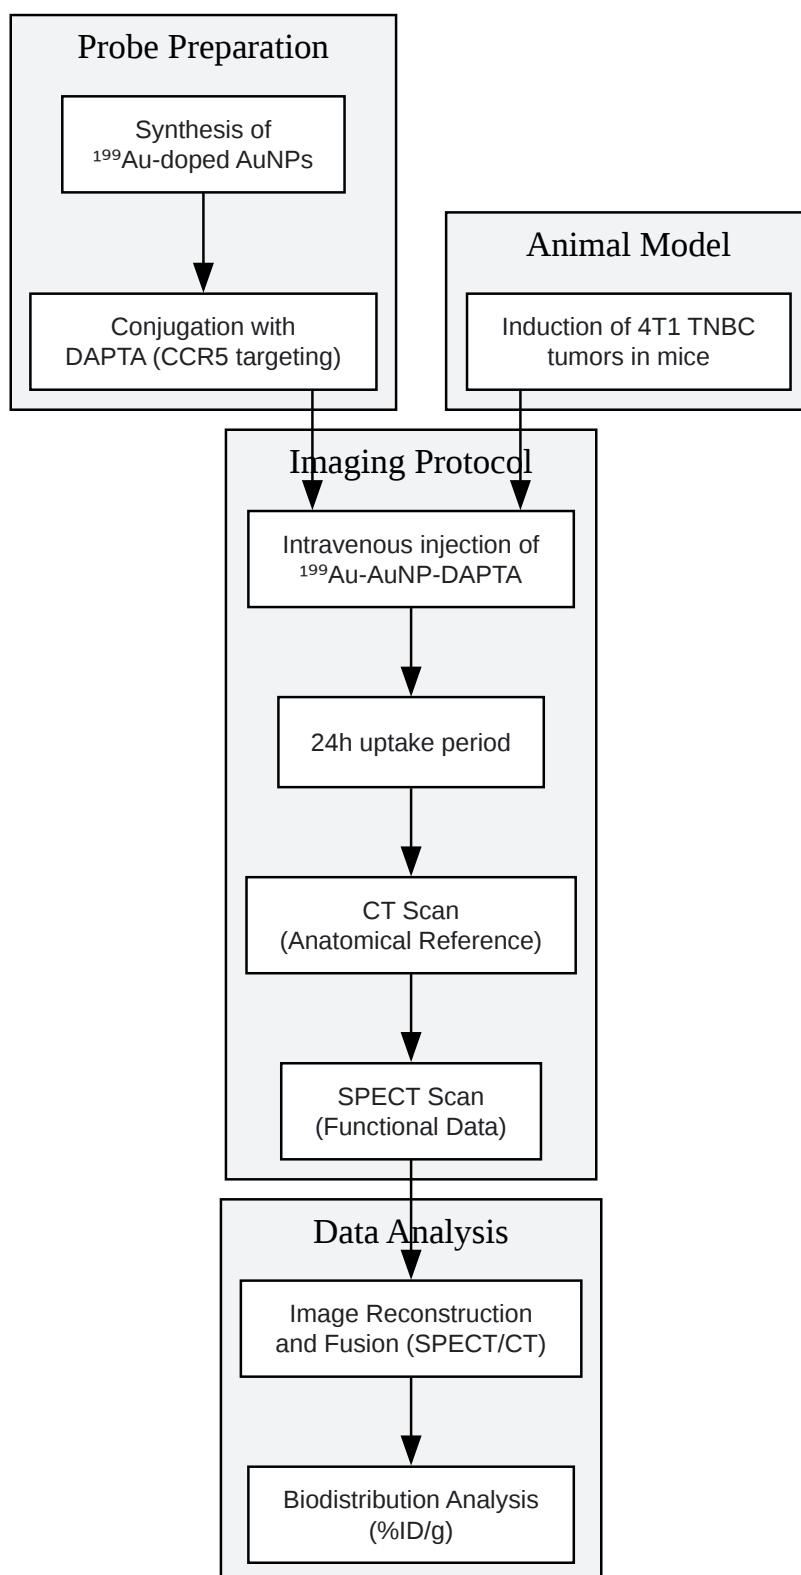 Probe Preparation
Synthesis of
¹⁹⁹Au-doped AuNPs
Conjugation with
DAPTA (CCR5 targeting)
Animal Model
Induction of 4T1 TNBC
tumors in mice
Imaging Protocol
Intravenous injection of
¹⁹⁹Au-AuNP-DAPTA
24h uptake period
CT Scan
(Anatomical Reference)
SPECT Scan
(Functional Data)
Data Analysis
Image Reconstruction
and Fusion (SPECT/CT)
Biodistribution Analysis
(%ID/g)